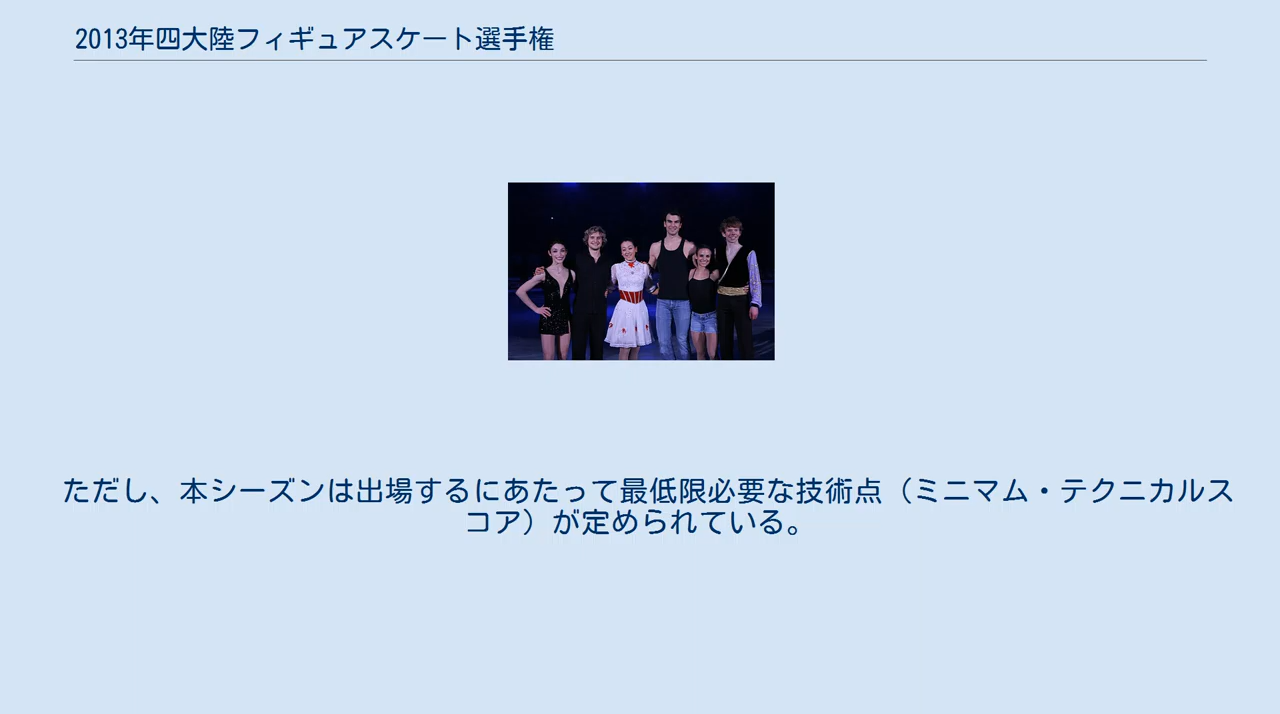 2013年四大陸フィギュアスケート選手権
ただし、本シーズンは出場するにあたって最低限必要な技術点（ミニマム・テクニカルス
コア）が定められている。